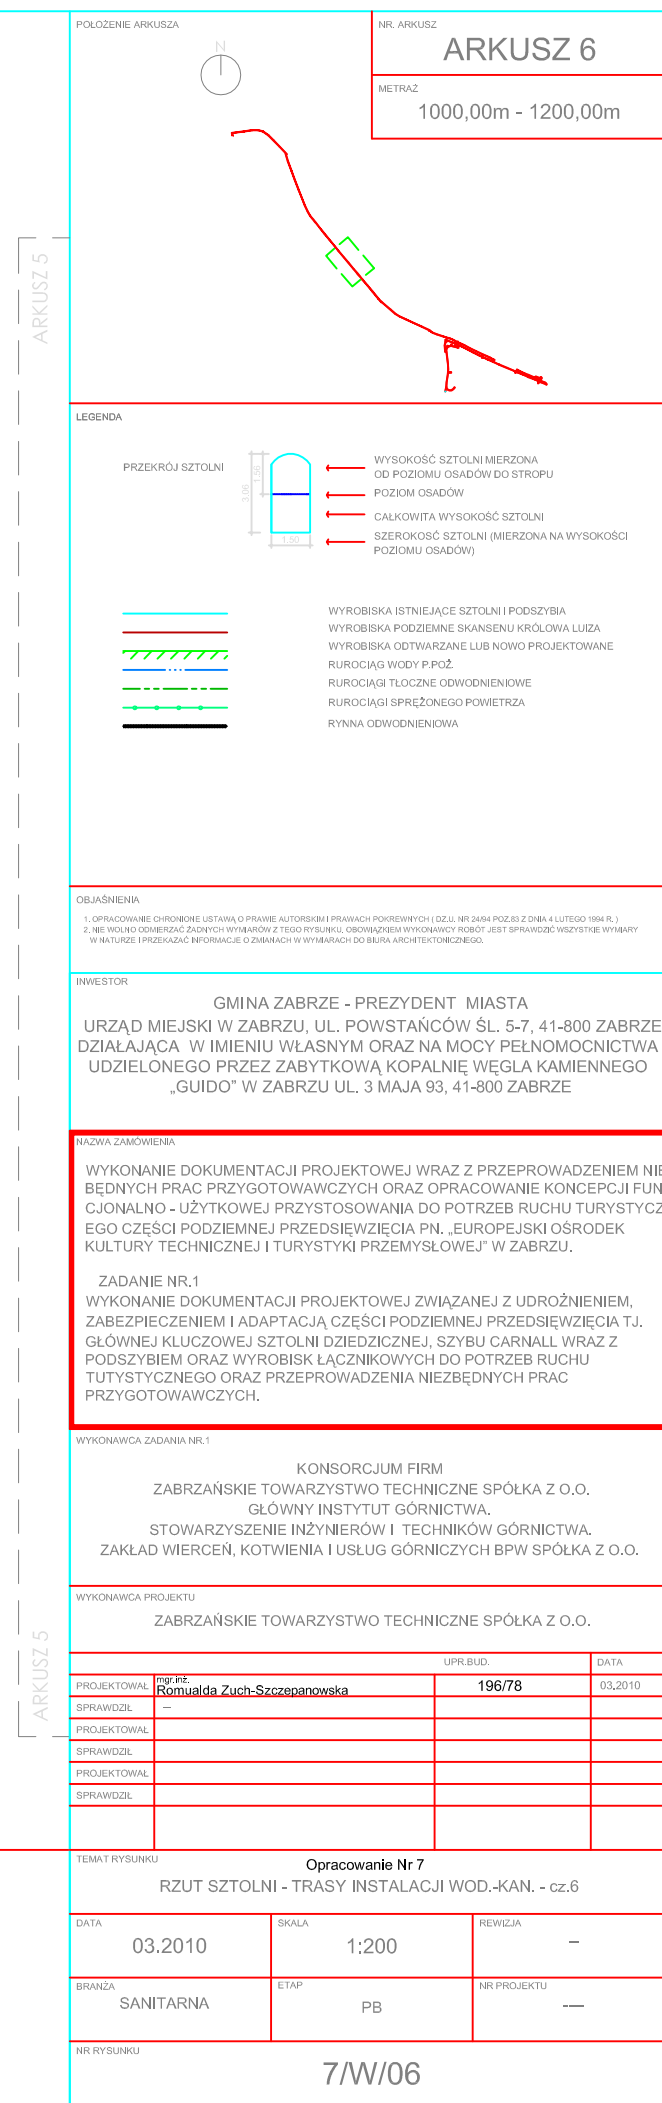 POŁOŻENIE ARKUSZA
N
NR. ARKUSZ
ARKUSZ 6
METRAŻ
1000,00m - 1200,00m
ARKUSZ 5
LEGENDA
PRZEKRÓJ SZTOLNI
3,06
1,56
1.50
WYSOKOŚĆ SZTOLNI MIERZONA
OD POZIOMU OSADÓW DO STROPU
POZIOM OSADÓW
CAŁKOWITA WYSOKOŚĆ SZTOLNI
SZEROKOSĆ SZTOLNI (MIERZONA NA WYSOKOŚCI
POZIOMU OSADÓW)
WYROBISKA ISTNIEJĄCE SZTOLNI I PODSZYBIA
WYROBISKA PODZIEMNE SKANSENU KRÓLOWA LUIZA
WYROBISKA ODTWARZANE LUB NOWO PROJEKTOWANE
RUROCIĄG WODY P.POŻ.
RUROCIĄGI TŁOCZNE ODWODNIENIOWE
RUROCIĄGI SPRĘŻONEGO POWIETRZA
RYNNA ODWODNIENIOWA
OBJAŚNIENIA
1. OPRACOWANIE CHRONIONE USTAWĄ O PRAWIE AUTORSKIM I PRAWACH POKREWNYCH ( DZ.U. NR 24/94 POZ.83 Z DNIA 4 LUTEGO 1994 R. )
2. NIE WOLNO ODMIERZAĆ ŻADNYCH WYMIARÓW Z TEGO RYSUNKU, OBOWIĄZKIEM WYKONAWCY ROBÓT JEST SPRAWDZIĆ WSZYSTKIE WYMIARY
W NATURZE I PRZEKAZAĆ INFORMACJE O ZMIANACH W WYMIARACH DO BIURA ARCHITEKTONICZNEGO.
INWESTOR
GMINA ZABRZE - PREZYDENT MIASTA
URZĄD MIEJSKI W ZABRZU, UL. POWSTAŃCÓW ŚL. 5-7, 41-800 ZABRZE
DZIAŁAJĄCA W IMIENIU WŁASNYM ORAZ NA MOCY PEŁNOMOCNICTWA
UDZIELONEGO PRZEZ ZABYTKOWĄ KOPALNIĘ WĘGLA KAMIENNEGO
„GUIDO” W ZABRZU UL. 3 MAJA 93, 41-800 ZABRZE
NAZWA ZAMÓWIENIA
WYKONANIE DOKUMENTACJI PROJEKTOWEJ WRAZ Z PRZEPROWADZENIEM NIE
BĘDNYCH PRAC PRZYGOTOWAWCZYCH ORAZ OPRACOWANIE KONCEPCJI FUN
CJONALNO - UŻYTKOWEJ PRZYSTOSOWANIA DO POTRZEB RUCHU TURYSTYCZ
EGO CZĘŚCI PODZIEMNEJ PRZEDSIĘWZIĘCIA PN. „EUROPEJSKI OŚRODEK
KULTURY TECHNICZNEJ I TURYSTYKI PRZEMYSŁOWEJ” W ZABRZU.
ZADANIE NR.1
WYKONANIE DOKUMENTACJI PROJEKTOWEJ ZWIĄZANEJ Z UDROŻNIENIEM,
ZABEZPIECZENIEM I ADAPTACJĄ CZĘŚCI PODZIEMNEJ PRZEDSIĘWZIĘCIA TJ.
GŁÓWNEJ KLUCZOWEJ SZTOLNI DZIEDZICZNEJ, SZYBU CARNALL WRAZ Z
PODSZYBIEM ORAZ WYROBISK ŁĄCZNIKOWYCH DO POTRZEB RUCHU
TUTYSTYCZNEGO ORAZ PRZEPROWADZENIA NIEZBĘDNYCH PRAC
PRZYGOTOWAWCZYCH.
WYKONAWCA ZADANIA NR.1
KONSORCJUM FIRM
ZABRZAŃSKIE TOWARZYSTWO TECHNICZNE SPÓŁKA Z O.O.
GŁÓWNY INSTYTUT GÓRNICTWA.
STOWARZYSZENIE INŻYNIERÓW I TECHNIKÓW GÓRNICTWA.
ZAKŁAD WIERCEŃ, KOTWIENIA I USŁUG GÓRNICZYCH BPW SPÓŁKA Z O.O.
WYKONAWCA PROJEKTU
ZABRZAŃSKIE TOWARZYSTWO TECHNICZNE SPÓŁKA Z O.O.
ARKUSZ 5
UPR.BUD. DATA
PROJEKTOWAŁ mgr.inż.
Romualda Zuch-Szczepanowska 196/78 03.2010
SPRAWDZIŁ –
PROJEKTOWAŁ
SPRAWDZIŁ
PROJEKTOWAŁ
SPRAWDZIŁ
TEMAT RYSUNKU
Opracowanie Nr 7
RZUT SZTOLNI - TRASY INSTALACJI WOD.-KAN. - cz.6
DATA SKALA REWIZJA
03.2010 1:200 –
BRANŻA ETAP NR PROJEKTU
SANITARNA PB –-
NR RYSUNKU
7/W/06